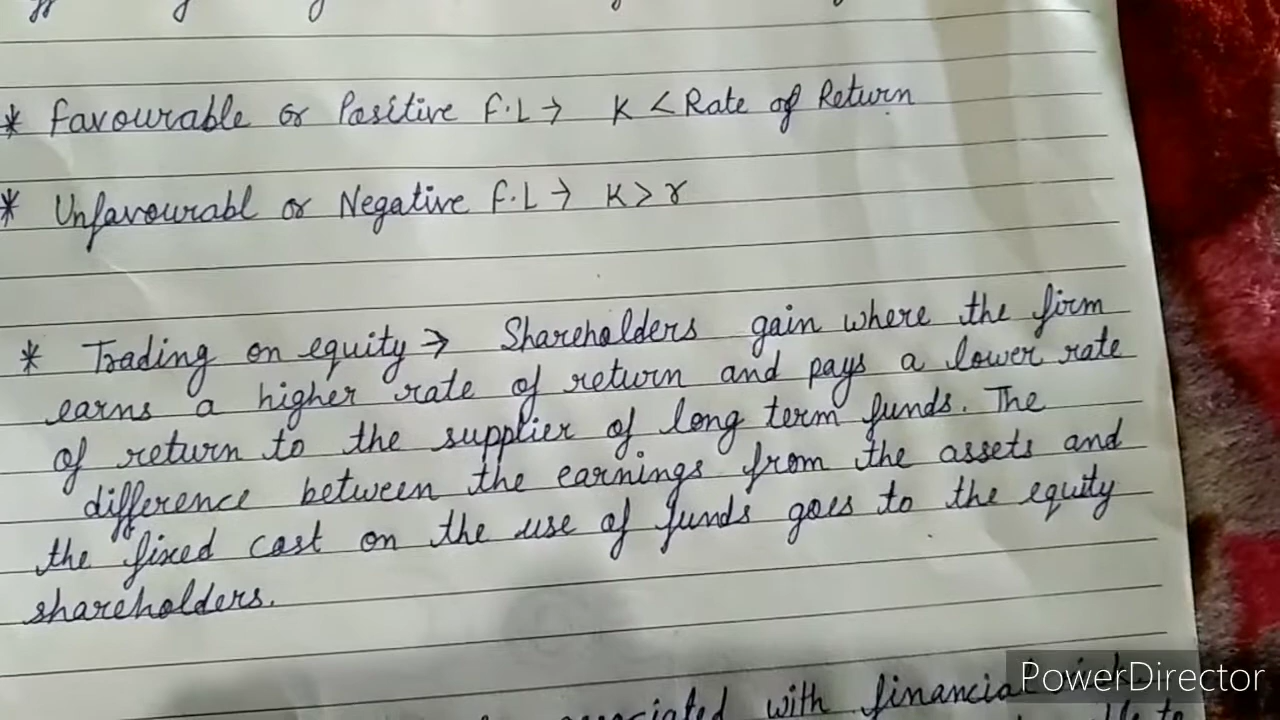 * Favourable or Positive F.L → K < Rate of Return
* Unfavourabl or Negative F.L → K > r
* Trading on equity → Shareholders gain where the firm
earns a higher rate of return and pays a lower rate
of return to the supplier of long term funds. The
difference between the earnings from the assets and
the fixed cost on the use of funds goes to the equity
shareholders.
with financial risk
PowerDirector